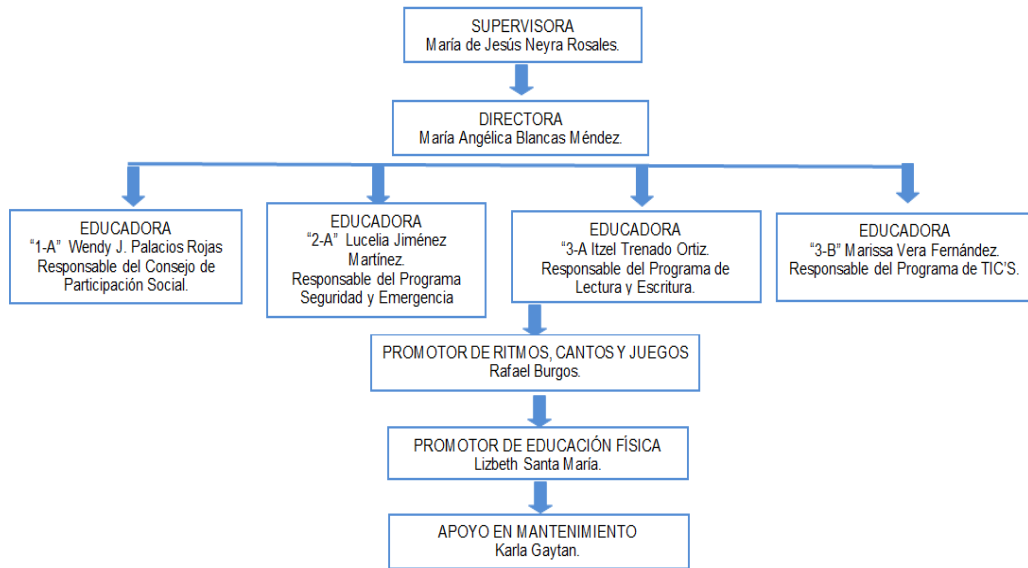 SUPERVISORA
María de Jesús Neyra Rosales.
DIRECTORA
María Angélica Blancas Méndez.
EDUCADORA
“1-A” Wendy J. Palacios Rojas
Responsable del Consejo de
Participación Social.
EDUCADORA
“2-A” Lucelia Jiménez
Martínez.
Responsable del Programa
Seguridad y Emergencia
EDUCADORA
“3-A Itzel Trenado Ortiz.
Responsable del Programa de
Lectura y Escritura.
EDUCADORA
“3-B” Marissa Vera Fernández.
Responsable del Programa de TIC’S.
PROMOTOR DE RITMOS, CANTOS Y JUEGOS
Rafael Burgos.
PROMOTOR DE EDUCACIÓN FÍSICA
Lizbeth Santa María.
APOYO EN MANTENIMIENTO
Karla Gaytan.